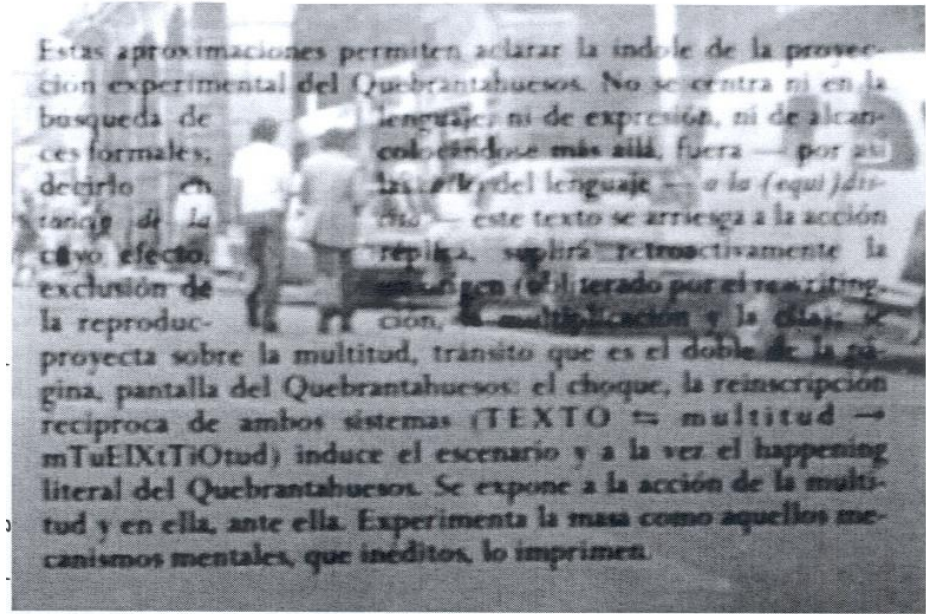 Estas aproximaciones permiten aclarar la índole de la proyec-
ción experimental del Quebrantahuesos. No se centra ni en la
busqueda de lenguaje, ni de expresión, ni de alcan-
ces formales; colocándose más allá, fuera — por así
decirlo en las del lenguaje — a la (equi)dis-
tancia de la — este texto se arriesga a la acción
cuyo efecto, réplica, suplirá retroactivamente la
exclusión de (obliterado por el rewriting,
la reproduc- ción, la multiplicación y la se
proyecta sobre la multitud, tránsito que es el doble de la pá-
gina, pantalla del Quebrantahuesos: el choque, la reinscripción
reciproca de ambos sistemas (TEXTO ⇆ multitud →
mTuElXtTiOtud) induce el escenario y a la vez el happening
literal del Quebrantahuesos. Se expone a la acción de la multi-
tud y en ella, ante ella. Experimenta la masa como aquellos me-
canismos mentales, que inéditos, lo imprimen.